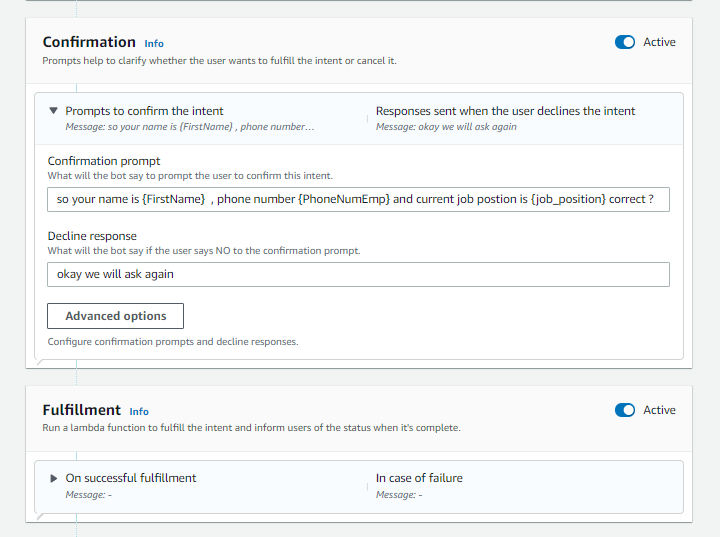 Confirmation Info
Active
Prompts help to clarify whether the user wants to fulfill the intent or cancel it.
Prompts to confirm the intent
Message: so your name is {FirstName} , phone number...
Responses sent when the user declines the intent
Message: okay we will ask again
Confirmation prompt
What will the bot say to prompt the user to confirm this intent.
so your name is {FirstName} , phone number {PhoneNumEmp} and current job postion is {job_position} correct ?
Decline response
What will the bot say if the user says NO to the confirmation prompt.
okay we will ask again
Advanced options
Configure confirmation prompts and decline responses.
Fulfillment Info
Active
Run a lambda function to fulfill the intent and inform users of the status when it's complete.
On successful fulfillment
Message: -
In case of failure
Message: -